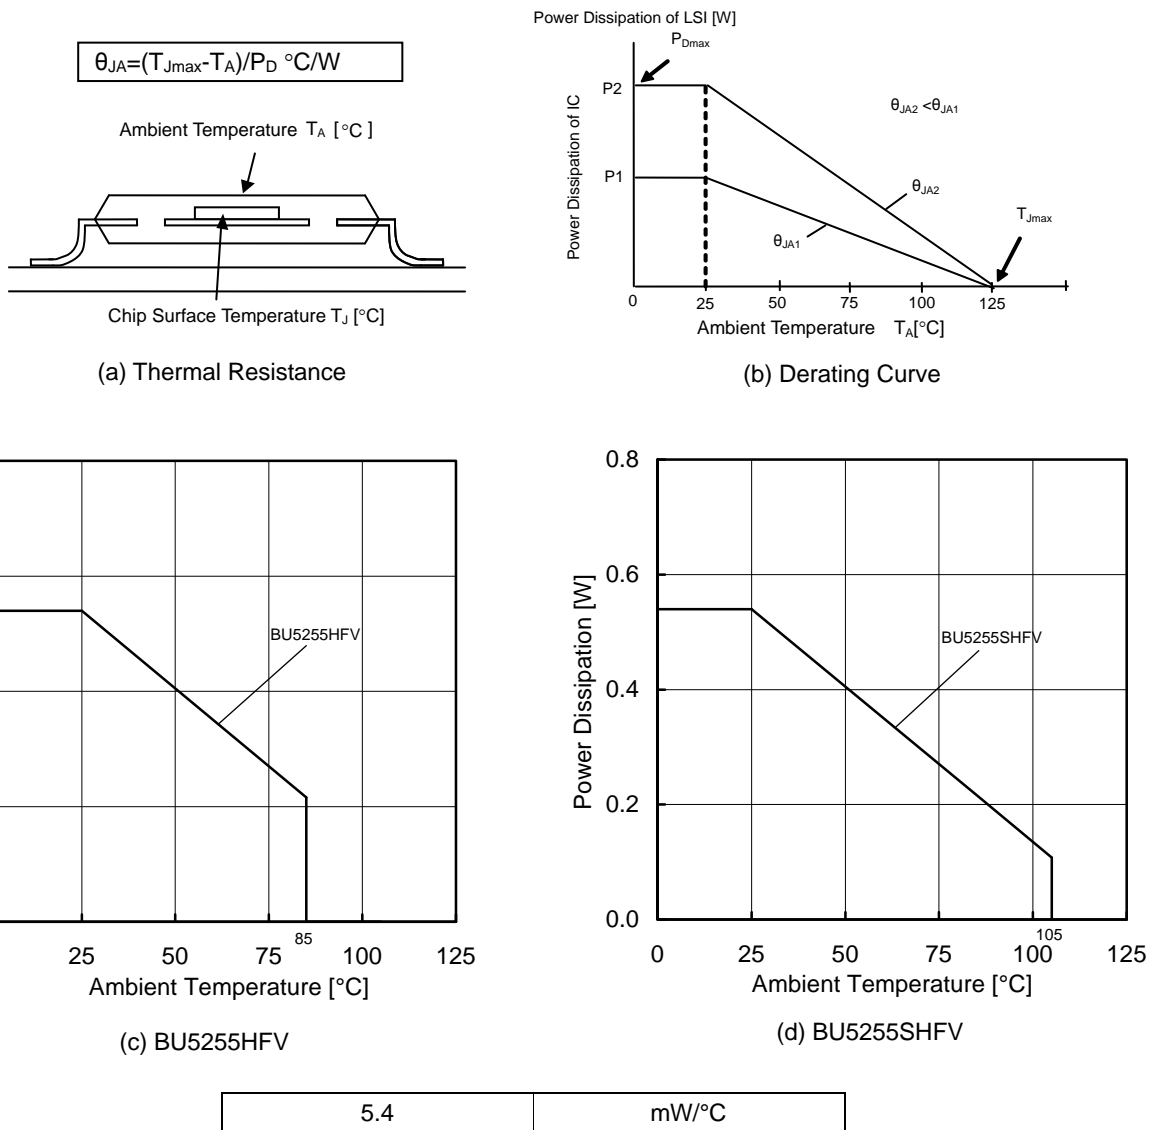 θJA=(TJmax-TA)/PD °C/W
Ambient Temperature TA [ °C ]
Chip Surface Temperature TJ [°C]
(a) Thermal Resistance
Power Dissipation of LSI [W]
PDmax
P2
θJA2 <θJA1
Power Dissipation of IC
P1
θJA2
TJmax
θJA1
0 25 50 75 100 125
Ambient Temperature TA[°C]
(b) Derating Curve
BU5255HFV
85
25 50 75 100 125
Ambient Temperature [°C]
(c) BU5255HFV
0.8
0.6
0.4
0.2
0.0
Power Dissipation [W]
BU5255SHFV
105
0 25 50 75 100 125
Ambient Temperature [°C]
(d) BU5255SHFV
5.4 mW/°C